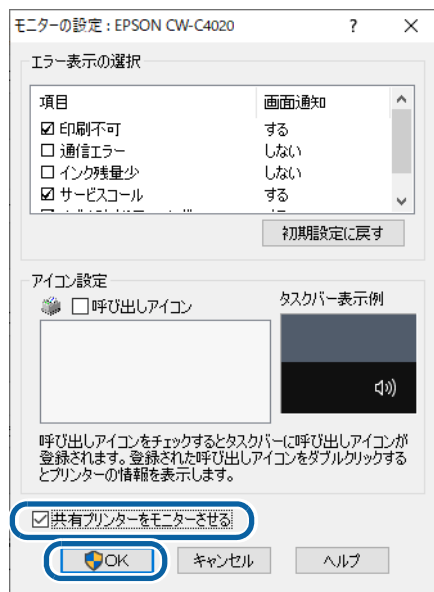 モニターの設定 : EPSON CW-C4020 ? ×
エラー表示の選択
項目 画面通知
印刷不可 する
通信エラー しない
インク残量少 しない
サービスコール する
初期設定に戻す
アイコン設定
呼び出しアイコン
タスクバー表示例
呼び出しアイコンをチェックするとタスクバーに呼び出しアイコンが
登録されます。登録された呼び出しアイコンをダブルクリックする
とプリンターの情報を表示します。
共有プリンターをモニターさせる
OK キャンセル ヘルプ